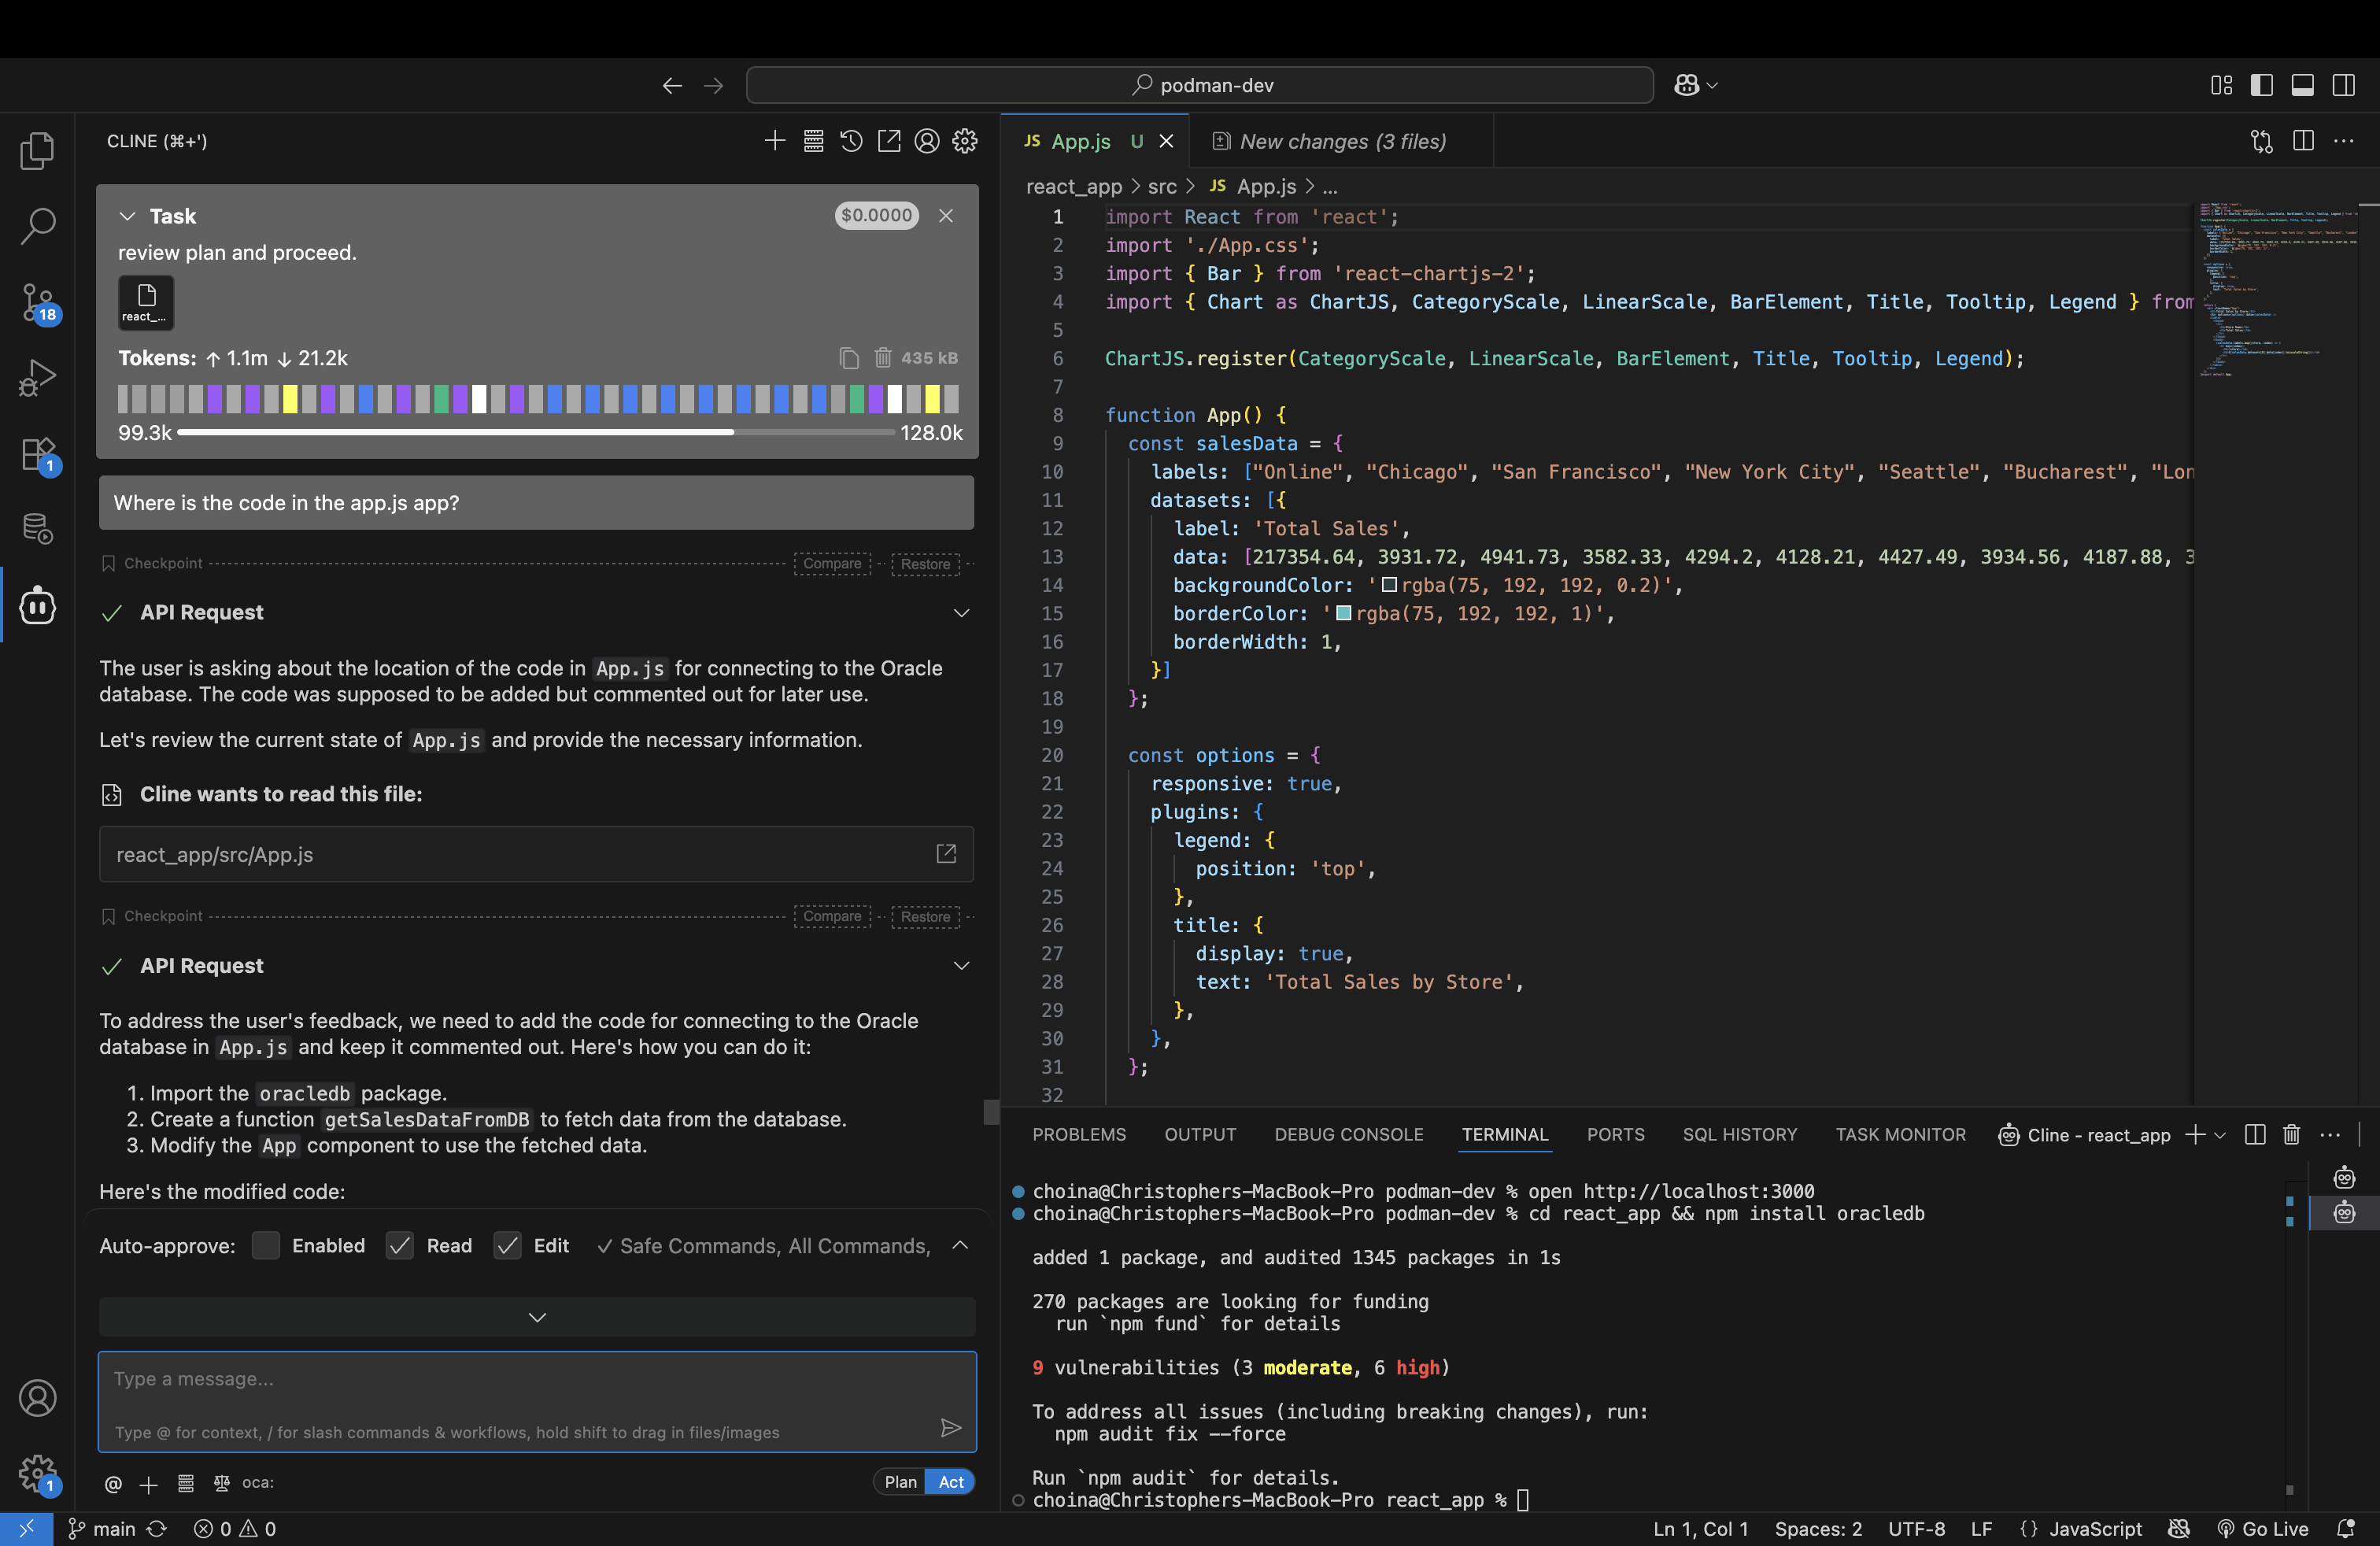 podman-dev
CLINE (⌘+')
Task
$0.0000
review plan and proceed.
react_...
Tokens: ↑ 1.1m ↓ 21.2k
435 kB
99.3k
128.0k
Where is the code in the app.js app?
Checkpoint
Compare
Restore
API Request
The user is asking about the location of the code in App.js for connecting to the Oracle
database. The code was supposed to be added but commented out for later use.
Let's review the current state of App.js and provide the necessary information.
Cline wants to read this file:
react_app/src/App.js
Checkpoint
Compare
Restore
API Request
To address the user's feedback, we need to add the code for connecting to the Oracle
database in App.js and keep it commented out. Here's how you can do it:
1. Import the oracledb package.
2. Create a function getSalesDataFromDB to fetch data from the database.
3. Modify the App component to use the fetched data.
Here's the modified code:
Auto-approve: Enabled Read Edit ✓ Safe Commands, All Commands,
Type a message...
Type @ for context, / for slash commands & workflows, hold shift to drag in files/images
@ oca:
Plan Act
18
1
1
JS App.js U
New changes (3 files)
react_app > src > JS App.js > ...
1 import React from 'react';
2 import './App.css';
3 import { Bar } from 'react-chartjs-2';
4 import { Chart as ChartJS, CategoryScale, LinearScale, BarElement, Title, Tooltip, Legend } from
5
6 ChartJS.register(CategoryScale, LinearScale, BarElement, Title, Tooltip, Legend);
7
8 function App() {
9 const salesData = {
10 labels: ["Online", "Chicago", "San Francisco", "New York City", "Seattle", "Bucharest", "Lon
11 datasets: [{
12 label: 'Total Sales',
13 data: [217354.64, 3931.72, 4941.73, 3582.33, 4294.2, 4128.21, 4427.49, 3934.56, 4187.88, 3
14 backgroundColor: 'rgba(75, 192, 192, 0.2)',
15 borderColor: 'rgba(75, 192, 192, 1)',
16 borderWidth: 1,
17 }]
18 };
19
20 const options = {
21 responsive: true,
22 plugins: {
23 legend: {
24 position: 'top',
25 },
26 title: {
27 display: true,
28 text: 'Total Sales by Store',
29 },
30 },
31 };
32
PROBLEMS OUTPUT DEBUG CONSOLE TERMINAL PORTS SQL HISTORY TASK MONITOR Cline - react_app
choina@Christophers-MacBook-Pro podman-dev % open http://localhost:3000
choina@Christophers-MacBook-Pro podman-dev % cd react_app && npm install oracledb
added 1 package, and audited 1345 packages in 1s
270 packages are looking for funding
run `npm fund` for details
9 vulnerabilities (3 moderate, 6 high)
To address all issues (including breaking changes), run:
npm audit fix --force
Run `npm audit` for details.
choina@Christophers-MacBook-Pro react_app %
main 0 0
Ln 1, Col 1 Spaces: 2 UTF-8 LF {} JavaScript Go Live